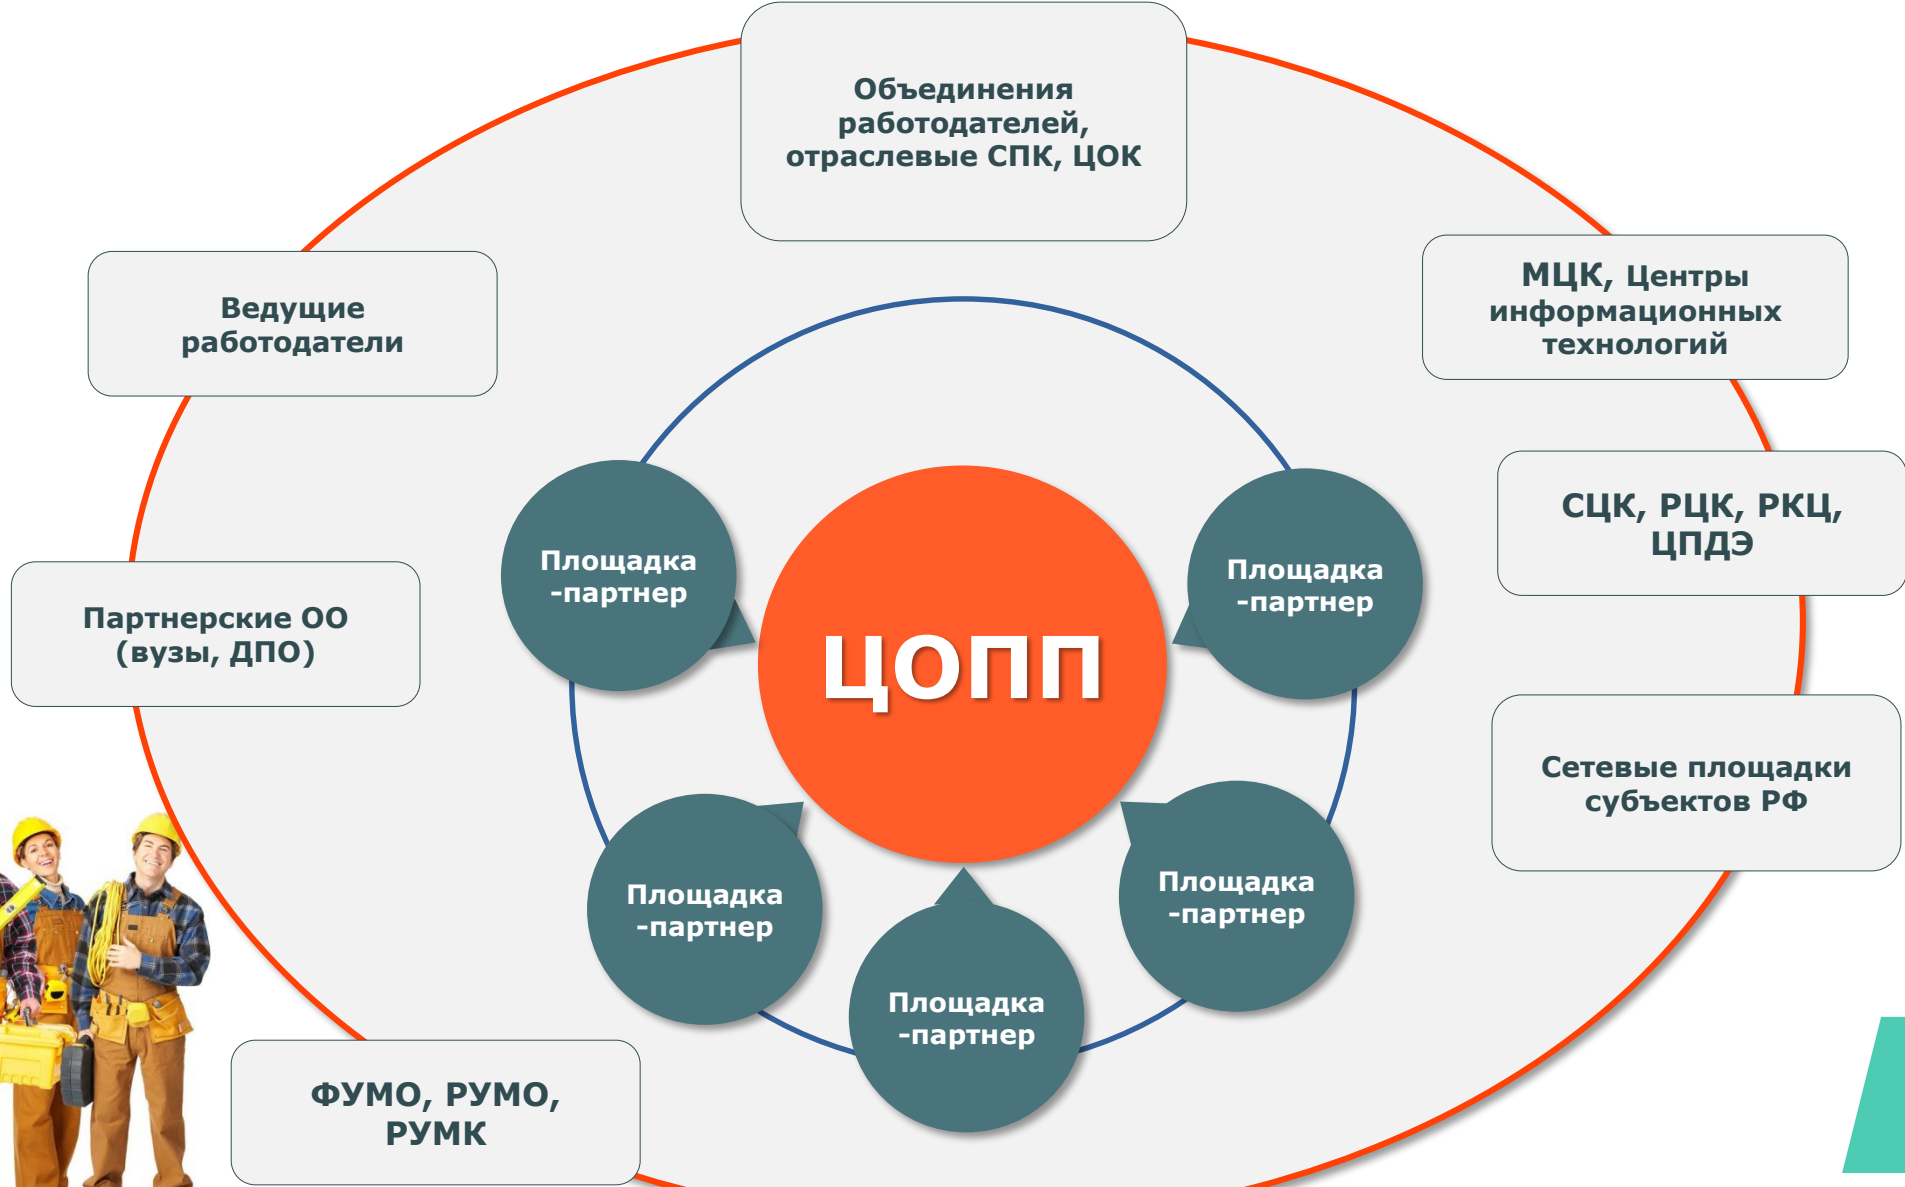 Объединения
работодателей,
отраслевые СПК, ЦОК
Ведущие
работодатели
МЦК, Центры
информационных
технологий
СЦК, РЦК, РКЦ,
ЦПДЭ
Площадка
-партнер
ЦОПП
Площадка
-партнер
Партнерские ОО
(вузы, ДПО)
Сетевые площадки
субъектов РФ
Площадка
-партнер
Площадка
-партнер
Площадка
-партнер
ФУМО, РУМО,
РУМК